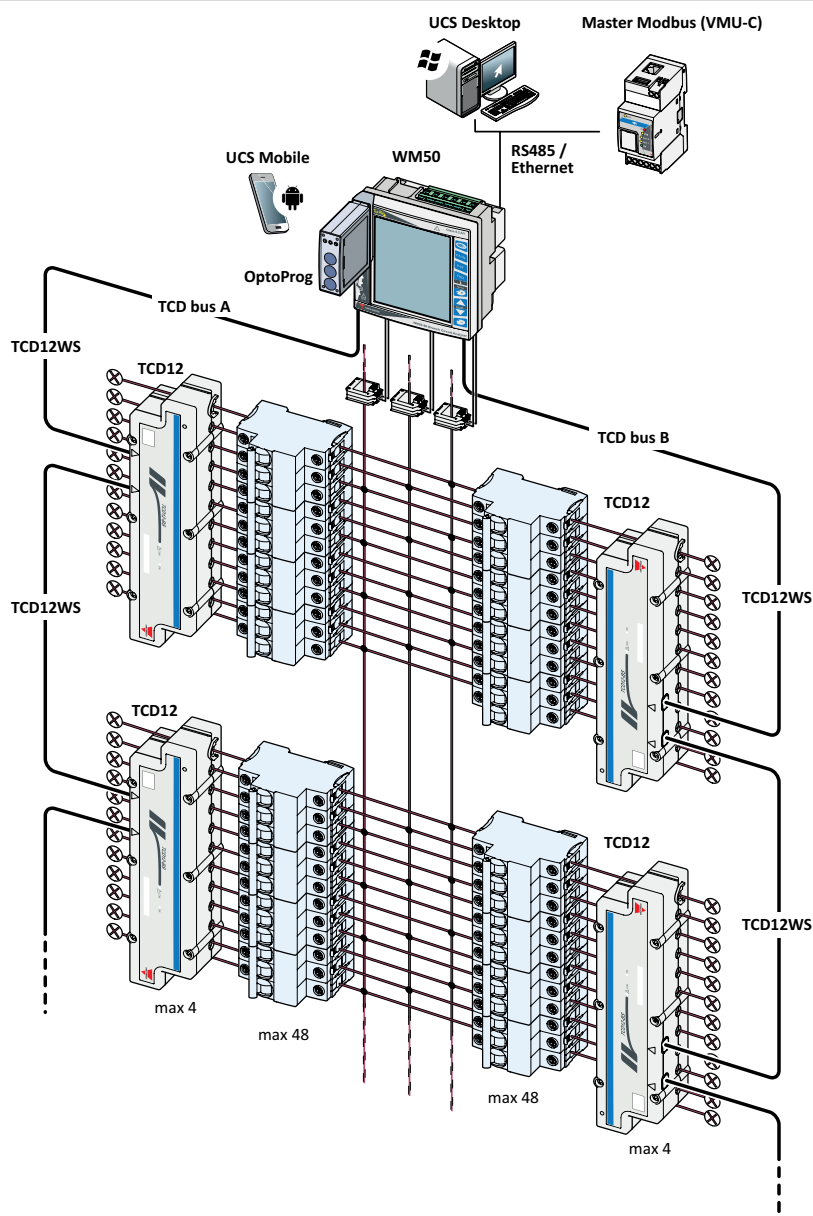 UCS Desktop
Master Modbus (VMU-C)
UCS Mobile
WM50
RS485 /
Ethernet
OptoProg
TCD bus A
TCD12WS
TCD12
TCD bus B
TCD12
TCD12WS
TCD12WS
TCD12
TCD12
TCD12WS
max 4
max 48
max 48
max 4